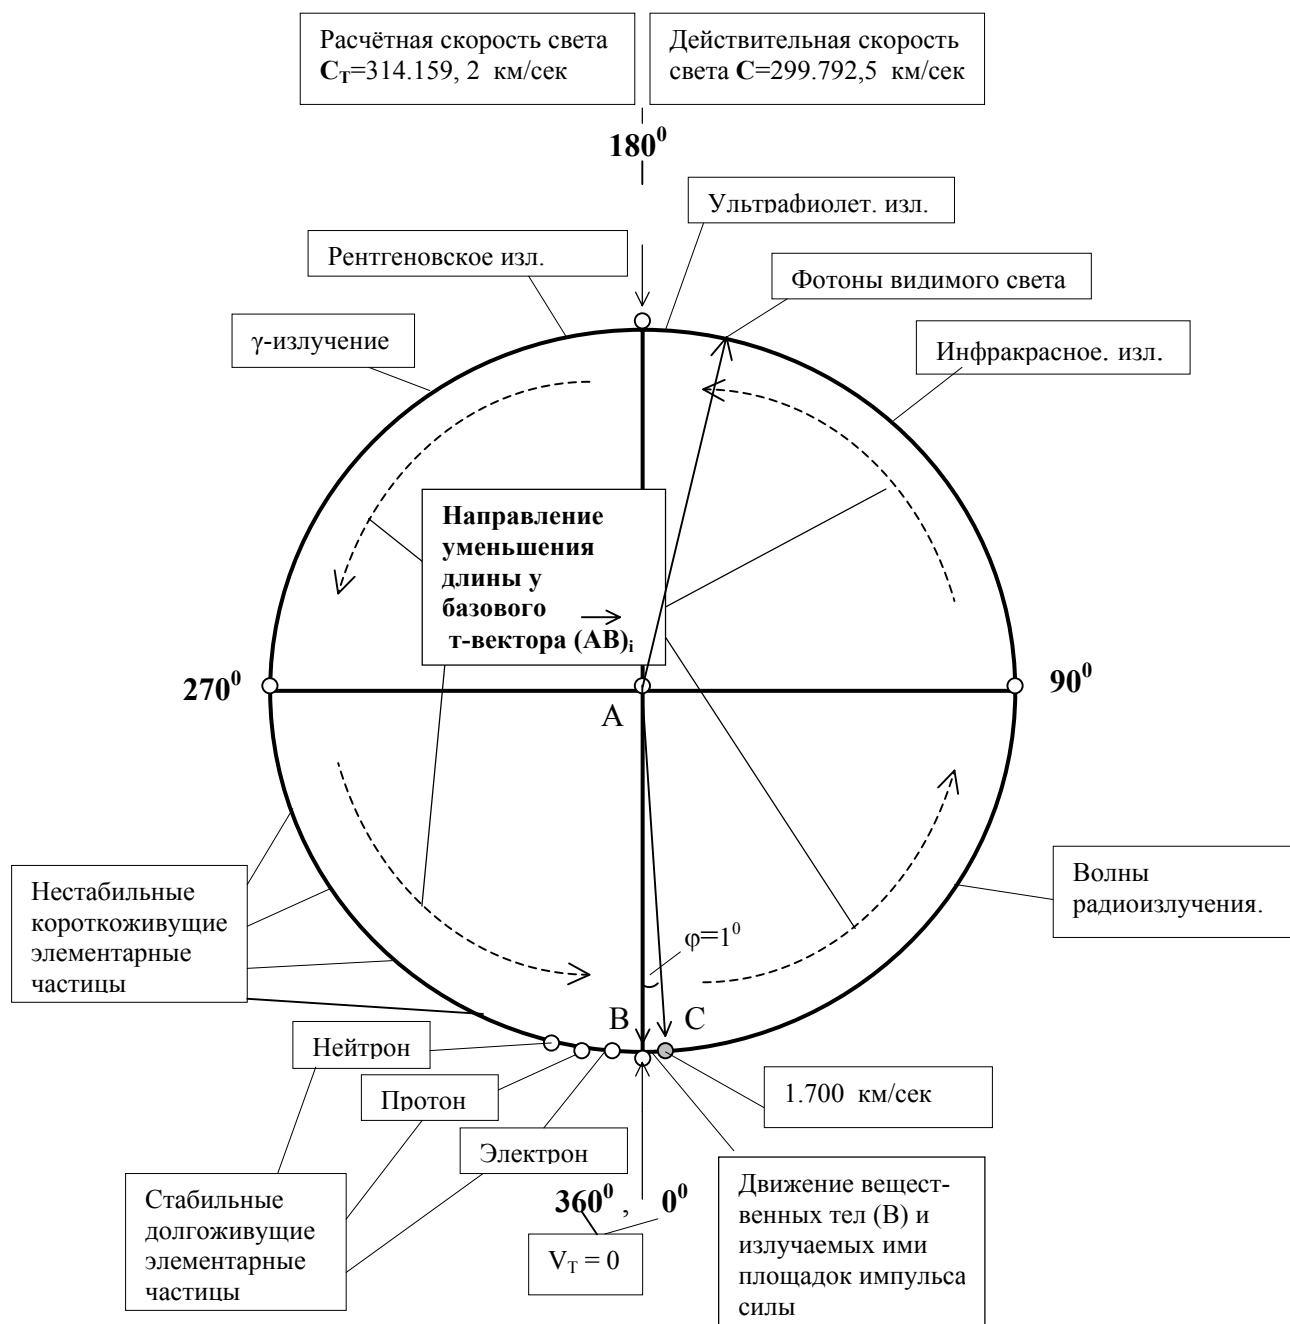 Расчётная скорость света
Cт=314.159, 2 км/сек
Действительная скорость
света C=299.792,5 км/сек
180⁰
Ультрафиолет. изл.
Рентгеновское изл.
Фотоны видимого света
γ-излучение
Инфракрасное. изл.
Направление
уменьшения
длины у
базового
т-вектора (AB)i
270⁰
90⁰
A
Нестабильные
короткоживущие
элементарные
частицы
Волны
радиоизлучения.
φ=1⁰
B
C
Нейтрон
1.700 км/сек
Протон
Электрон
Стабильные
долгоживущие
элементарные
частицы
360⁰ , 0⁰
VТ = 0
Движение вещест-
венных тел (В) и
излучаемых ими
площадок импульса
силы